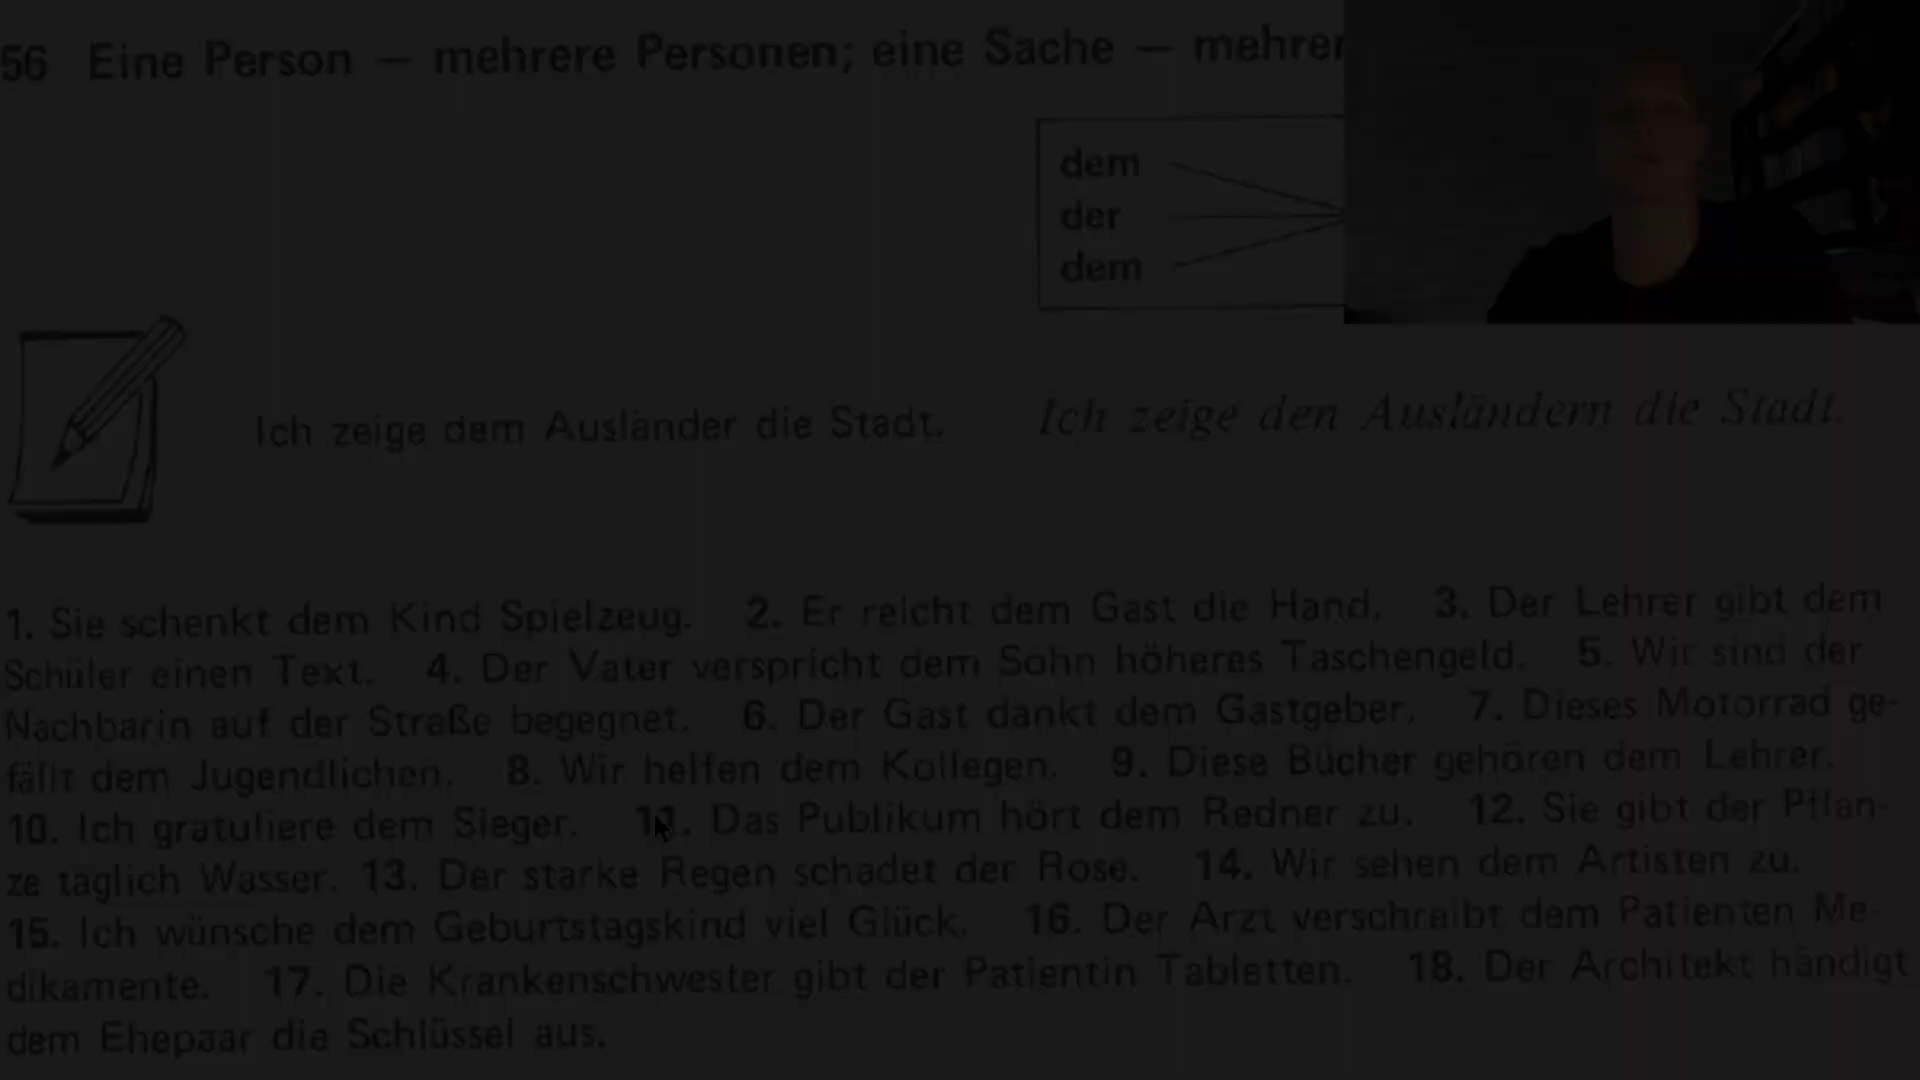 56 Eine Person — mehrere Personen; eine Sache — mehrer
dem
der
dem
Ich zeige dem Ausländer die Stadt. Ich zeige den Ausländern die Stadt.
1. Sie schenkt dem Kind Spielzeug. 2. Er reicht dem Gast die Hand. 3. Der Lehrer gibt dem
Schüler einen Text. 4. Der Vater verspricht dem Sohn höheres Taschengeld. 5. Wir sind der
Nachbarin auf der Straße begegnet. 6. Der Gast dankt dem Gastgeber. 7. Dieses Motorrad ge-
fällt dem Jugendlichen. 8. Wir helfen dem Kollegen. 9. Diese Bücher gehören dem Lehrer.
10. Ich gratuliere dem Sieger. 11. Das Publikum hört dem Redner zu. 12. Sie gibt der Pflan-
ze täglich Wasser. 13. Der starke Regen schadet der Rose. 14. Wir sehen dem Artisten zu.
15. Ich wünsche dem Geburtstagskind viel Glück. 16. Der Arzt verschreibt dem Patienten Me-
dikamente. 17. Die Krankenschwester gibt der Patientin Tabletten. 18. Der Architekt händigt
dem Ehepaar die Schlüssel aus.